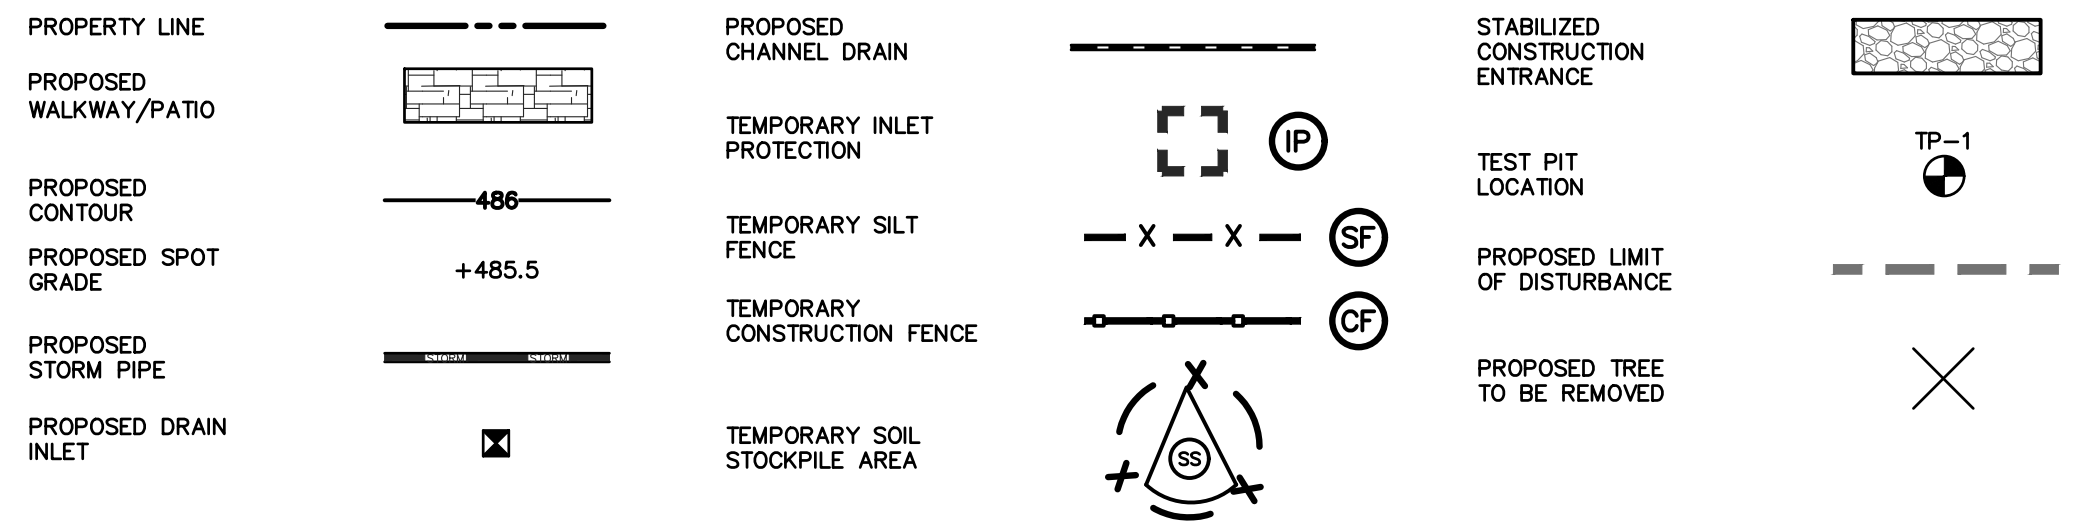 PROPERTY LINE
PROPOSED
WALKWAY/PATIO
PROPOSED
CONTOUR
486
PROPOSED SPOT
GRADE
+485.5
PROPOSED
STORM PIPE
STORM STORM
PROPOSED DRAIN
INLET
PROPOSED
CHANNEL DRAIN
TEMPORARY INLET
PROTECTION
IP
TEMPORARY SILT
FENCE
X X
SF
TEMPORARY
CONSTRUCTION FENCE
CF
TEMPORARY SOIL
STOCKPILE AREA
SS
STABILIZED
CONSTRUCTION
ENTRANCE
TEST PIT
LOCATION
TP-1
PROPOSED LIMIT
OF DISTURBANCE
PROPOSED TREE
TO BE REMOVED